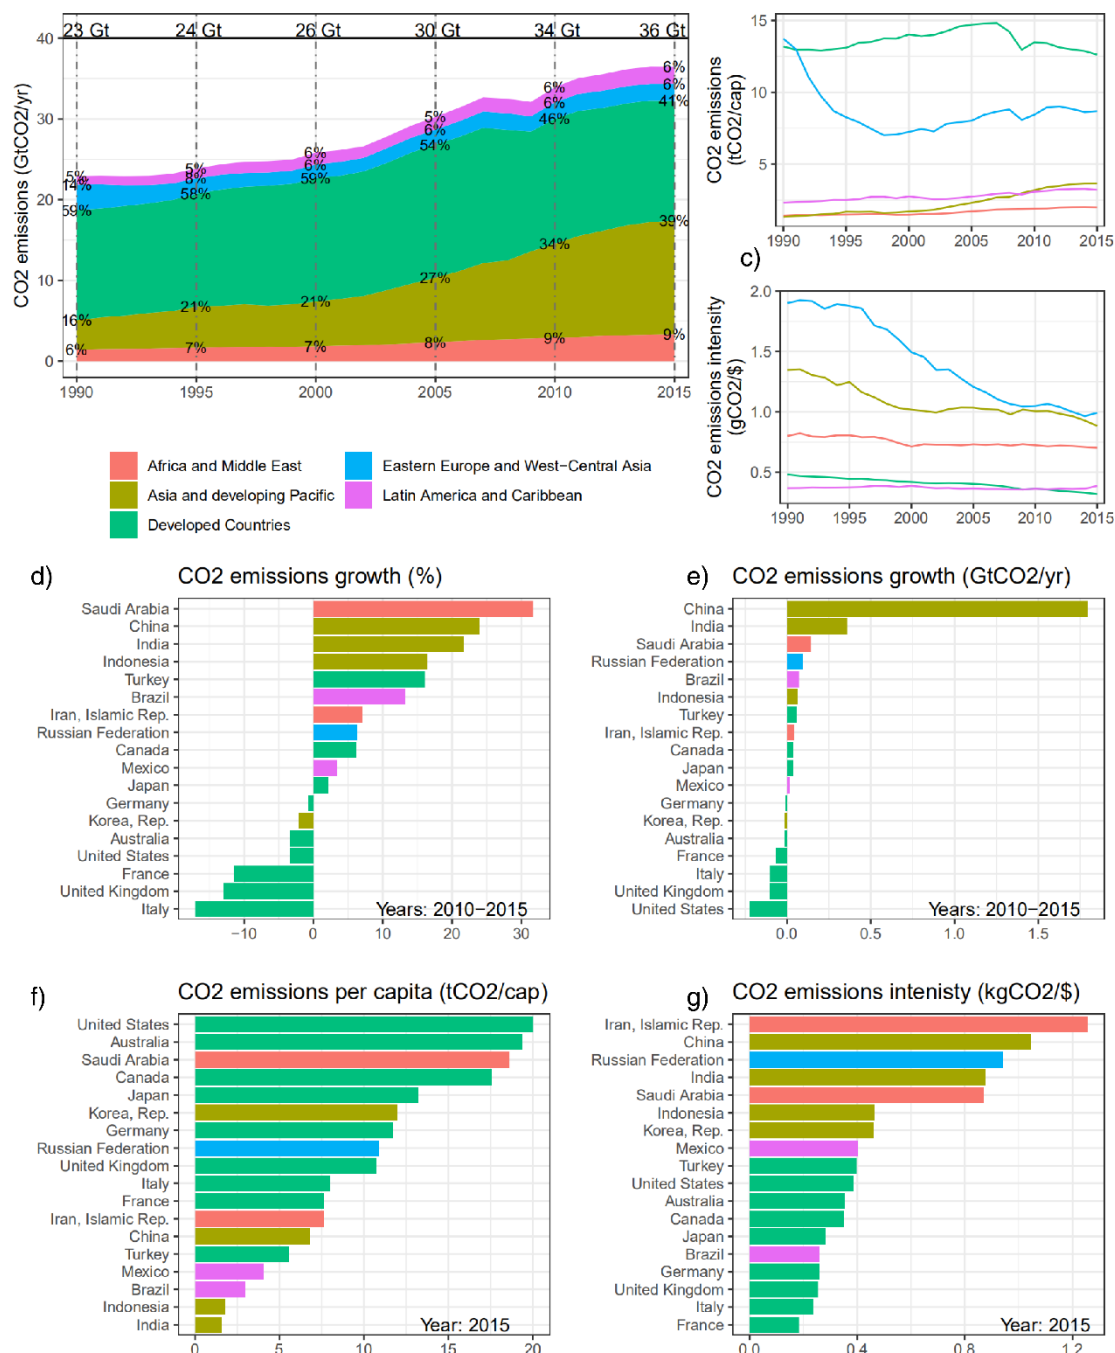 23 Gt 24 Gt 26 Gt 30 Gt 34 Gt 36 Gt
CO2 emissions (GtCO2/yr)
40
30
20
10
0
5% 5% 6% 5% 6% 6%
14% 8% 6% 6% 6% 6%
59% 58% 59% 54% 46% 41%
16% 21% 21% 27% 34% 39%
6% 7% 7% 8% 9% 9%
1990 1995 2000 2005 2010 2015
Africa and Middle East
Asia and developing Pacific
Developed Countries
Eastern Europe and West−Central Asia
Latin America and Caribbean
CO2 emissions
(tCO2/cap)
15
10
5
1990 1995 2000 2005 2010 2015
c)
CO2 emissions intensity
(gCO2/$)
2.0
1.5
1.0
0.5
1990 1995 2000 2005 2010 2015
d) CO2 emissions growth (%)
Saudi Arabia
China
India
Indonesia
Turkey
Brazil
Iran, Islamic Rep.
Russian Federation
Canada
Mexico
Japan
Germany
Korea, Rep.
Australia
United States
France
United Kingdom
Italy
Years: 2010−2015
−10 0 10 20 30
e) CO2 emissions growth (GtCO2/yr)
China
India
Saudi Arabia
Russian Federation
Brazil
Indonesia
Turkey
Iran, Islamic Rep.
Canada
Japan
Mexico
Germany
Korea, Rep.
Australia
France
Italy
United Kingdom
United States
Years: 2010−2015
0.0 0.5 1.0 1.5
f) CO2 emissions per capita (tCO2/cap)
United States
Australia
Saudi Arabia
Canada
Japan
Korea, Rep.
Germany
Russian Federation
United Kingdom
Italy
France
Iran, Islamic Rep.
China
Turkey
Mexico
Brazil
Indonesia
India
Year: 2015
0 5 10 15 20
g) CO2 emissions intenisty (kgCO2/$)
Iran, Islamic Rep.
China
Russian Federation
India
Saudi Arabia
Indonesia
Korea, Rep.
Mexico
Turkey
United States
Australia
Canada
Japan
Brazil
Germany
United Kingdom
Italy
France
Year: 2015
0.0 0.4 0.8 1.2